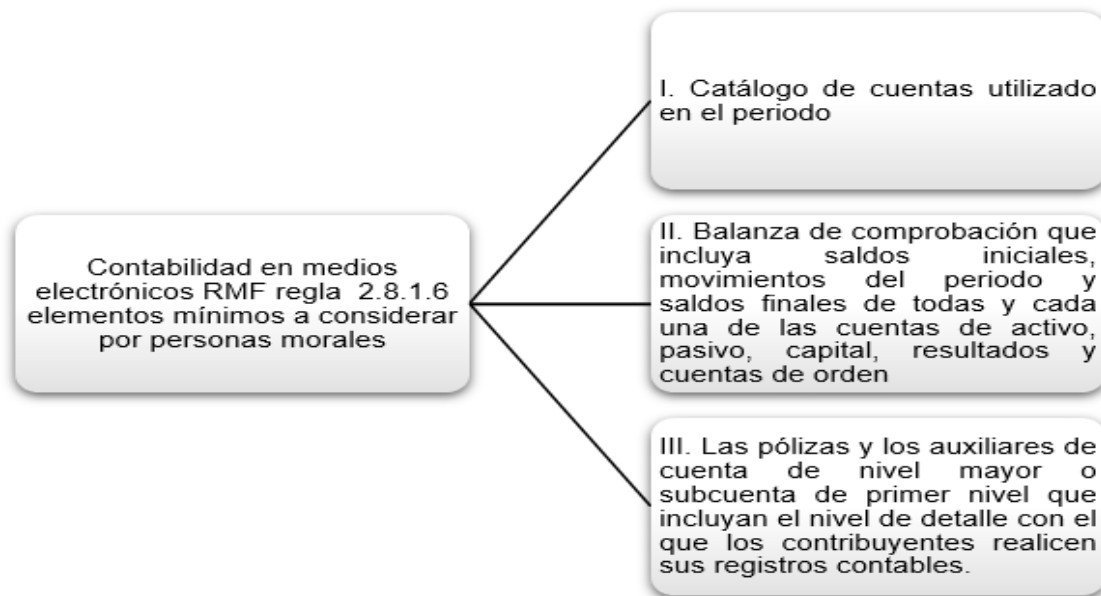 Contabilidad en medios
electrónicos RMF regla 2.8.1.6
elementos mínimos a considerar
por personas morales
I. Catálogo de cuentas utilizado
en el periodo
II. Balanza de comprobación que
incluya saldos iniciales,
movimientos del periodo y
saldos finales de todas y cada
una de las cuentas de activo,
pasivo, capital, resultados y
cuentas de orden
III. Las pólizas y los auxiliares de
cuenta de nivel mayor o
subcuenta de primer nivel que
incluyan el nivel de detalle con el
que los contribuyentes realicen
sus registros contables.